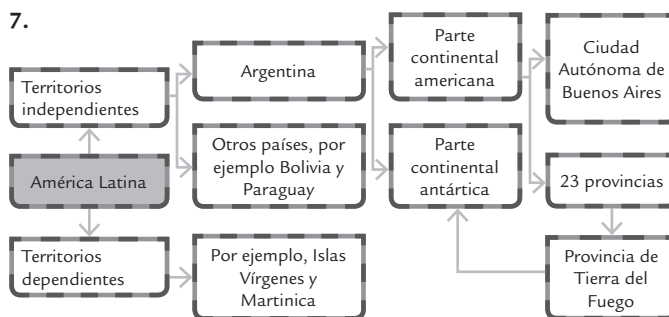 7.
Territorios
independientes
América Latina
Territorios
dependientes
Argentina
Otros países, por
ejemplo Bolivia y
Paraguay
Por ejemplo, Islas
Vírgenes y
Martinica
Parte
continental
americana
Parte
continental
antártica
Ciudad
Autónoma de
Buenos Aires
23 provincias
Provincia de
Tierra del
Fuego